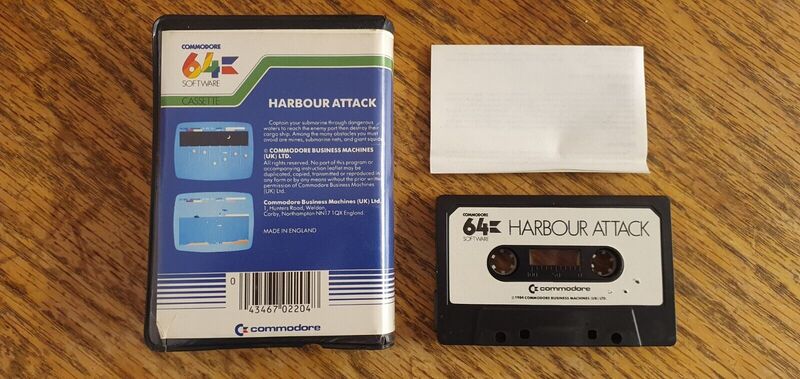 COMMODORE
64
SOFTWARE
CASSETTE
HARBOUR ATTACK
Captain your submarine through dangerous
waters to reach the enemy port then destroy their
cargo ship. Among the many obstacles you must
avoid are mines, submarine nets, and giant squids.
© COMMODORE BUSINESS MACHINES
(UK) LTD.
All rights reserved. No part of this program or
accompanying instruction leaflet may be
duplicated, copied, transmitted or reproduced in
any form or by any means without the prior written
permission of Commodore Business Machines
(UK) Ltd.
Commodore Business Machines (UK) Ltd.
1, Hunters Road, Weldon,
Corby, Northampton NN17 1QX England.
MADE IN ENGLAND
0
43467 02204
commodore
COMMODORE
64
SOFTWARE
HARBOUR ATTACK
100 50 0
commodore
© 1984 COMMODORE BUSINESS MACHINES (UK) LTD.